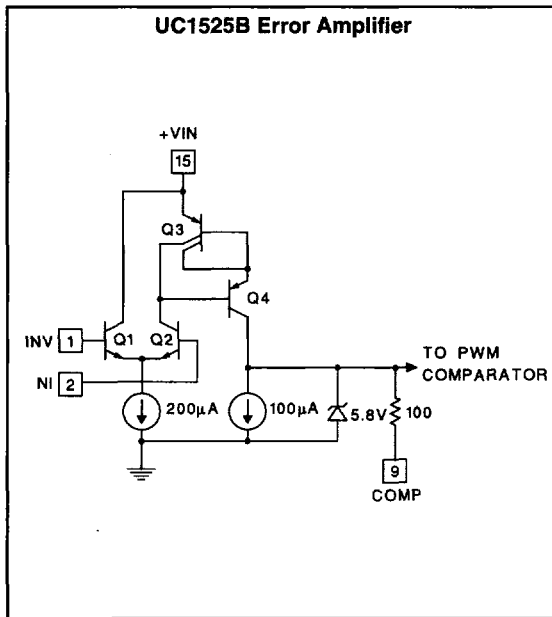 UC1525B Error Amplifier
+VIN
15
Q3
Q4
INV 1 Q1 Q2
NI 2
TO PWM
COMPARATOR
200µA 100µA 5.8V 100
9
COMP